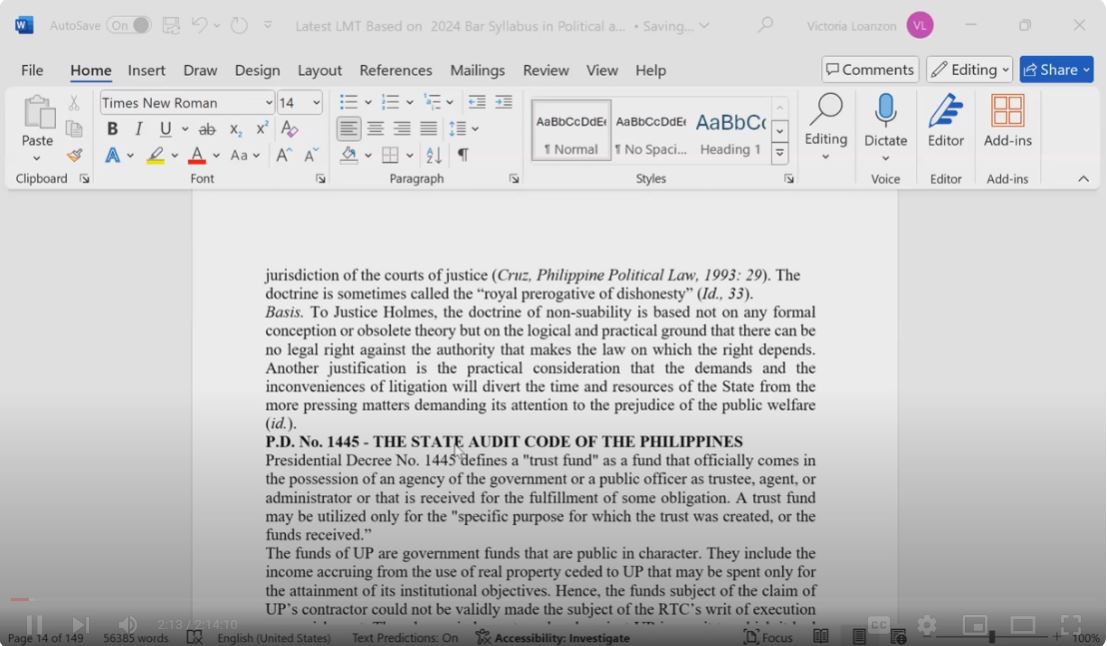 AutoSave On Latest LMT Based on 2024 Bar Syllabus in Political a... • Saving... Victoria Loanzon VL
File Home Insert Draw Design Layout References Mailings Review View Help Comments Editing Share
Times New Roman 14
Paste
B I U ab x₂ x² A
A A Aa A A
AaBbCcDdEe AaBbCcDdEe AaBbCc
¶ Normal ¶ No Spaci... Heading 1
Editing Dictate Editor Add-ins
Clipboard Font Paragraph Styles Voice Editor Add-ins
jurisdiction of the courts of justice (Cruz, Philippine Political Law, 1993: 29). The
doctrine is sometimes called the “royal prerogative of dishonesty” (Id., 33).
Basis. To Justice Holmes, the doctrine of non-suability is based not on any formal
conception or obsolete theory but on the logical and practical ground that there can be
no legal right against the authority that makes the law on which the right depends.
Another justification is the practical consideration that the demands and the
inconveniences of litigation will divert the time and resources of the State from the
more pressing matters demanding its attention to the prejudice of the public welfare
(id.).
P.D. No. 1445 - THE STATE AUDIT CODE OF THE PHILIPPINES
Presidential Decree No. 1445 defines a "trust fund" as a fund that officially comes in
the possession of an agency of the government or a public officer as trustee, agent, or
administrator or that is received for the fulfillment of some obligation. A trust fund
may be utilized only for the "specific purpose for which the trust was created, or the
funds received.”
The funds of UP are government funds that are public in character. They include the
income accruing from the use of real property ceded to UP that may be spent only for
the attainment of its institutional objectives. Hence, the funds subject of the claim of
UP’s contractor could not be validly made the subject of the RTC’s writ of execution
2:13 / 2:14:10 CC
Page 14 of 149 56385 words English (United States) Text Predictions: On Accessibility: Investigate Focus 100%